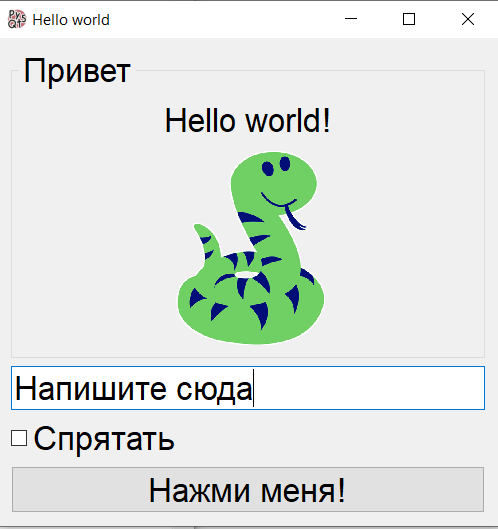 Hello world
Привет
Hello world!
Напишите сюда
Спрятать
Нажми меня!